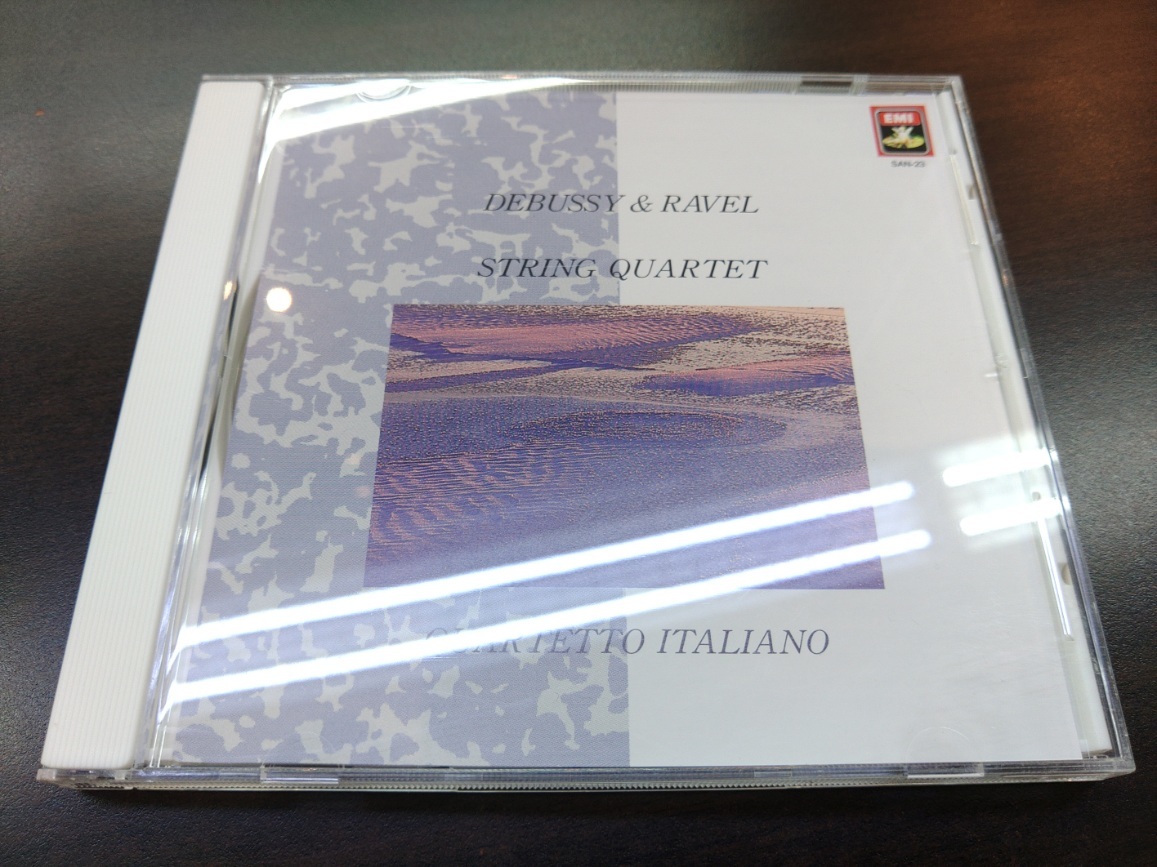 EMI
SAN-23
DEBUSSY & RAVEL
STRING QUARTET
QUARTETTO ITALIANO